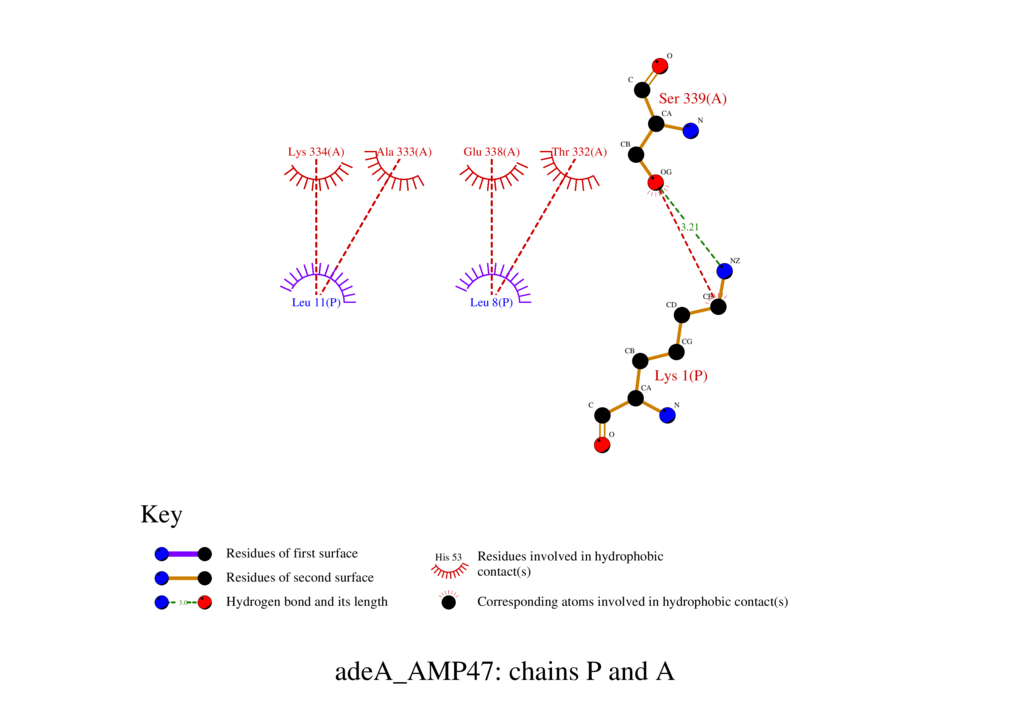 O
C
Ser 339(A)
CA
N
CB
Lys 334(A)
Ala 333(A)
Glu 338(A)
Thr 332(A)
OG
3.21
NZ
CE
CD
Leu 11(P)
Leu 8(P)
CG
CB
Lys 1(P)
CA
C
N
O
Key
Residues of first surface
Residues of second surface
3.0
Hydrogen bond and its length
His 53
Residues involved in hydrophobic
contact(s)
Corresponding atoms involved in hydrophobic contact(s)
adeA_AMP47: chains P and A